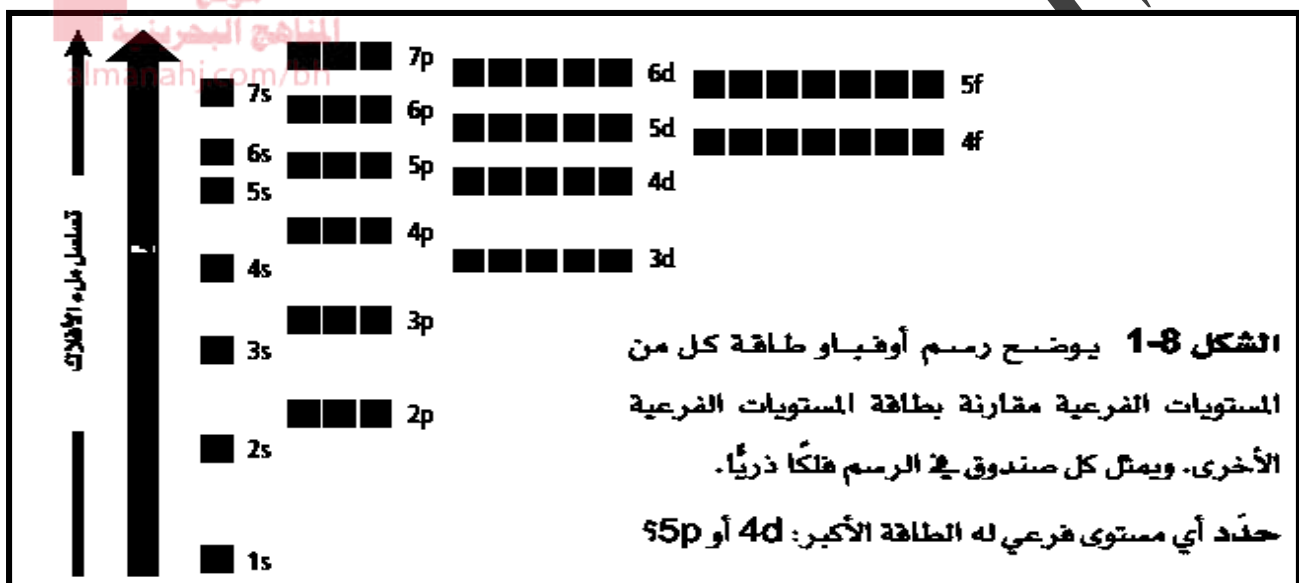 المناهج البحرينية
almanahj.com/bh
7p
6d
5f
7s
6p
5d
4f
6s
5p
4d
5s
4p
3d
4s
3p
3s
2p
2s
1s
تسلسل ملء الأفلاك
الشكل 8-1 يوضح رسم أوفباو طاقة كل من
المستويات الفرعية مقارنة بطاقة المستويات الفرعية
الأخرى. ويمثل كل صندوق في الرسم فلكًا ذريًّا.
حدّد أي مستوى فرعي له الطاقة الأكبر: 4d أو 5p؟